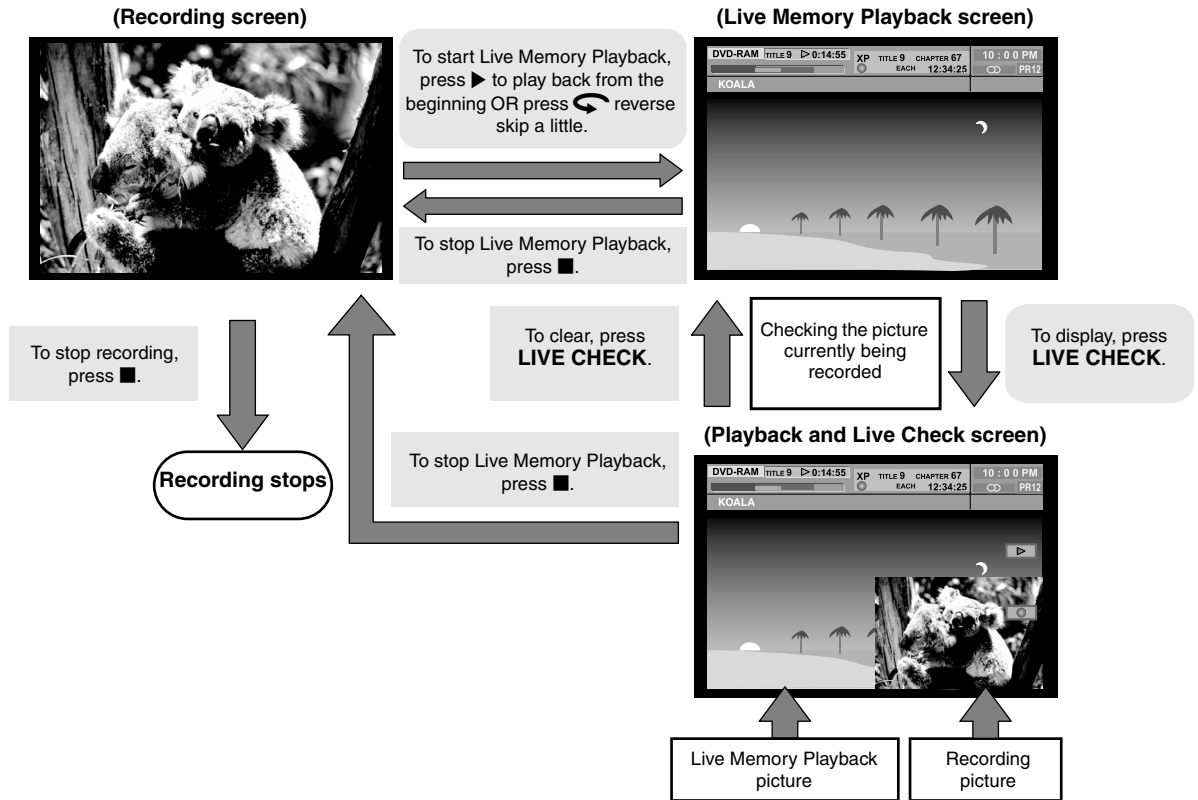 (Recording screen)
(Live Memory Playback screen)
To start Live Memory Playback,
press ▶ to play back from the
beginning OR press reverse
skip a little.
DVD-RAM TITLE 9 ▷ 0:14:55 XP TITLE 9 CHAPTER 67 10:00 PM
EACH 12:34:25 PR12
KOALA
To stop Live Memory Playback,
press ■.
To stop recording,
press ■.
To clear, press
LIVE CHECK.
Checking the picture
currently being
recorded
To display, press
LIVE CHECK.
Recording stops
To stop Live Memory Playback,
press ■.
(Playback and Live Check screen)
DVD-RAM TITLE 9 ▷ 0:14:55 XP TITLE 9 CHAPTER 67 10:00 PM
EACH 12:34:25 PR12
KOALA
Live Memory Playback
picture
Recording
picture